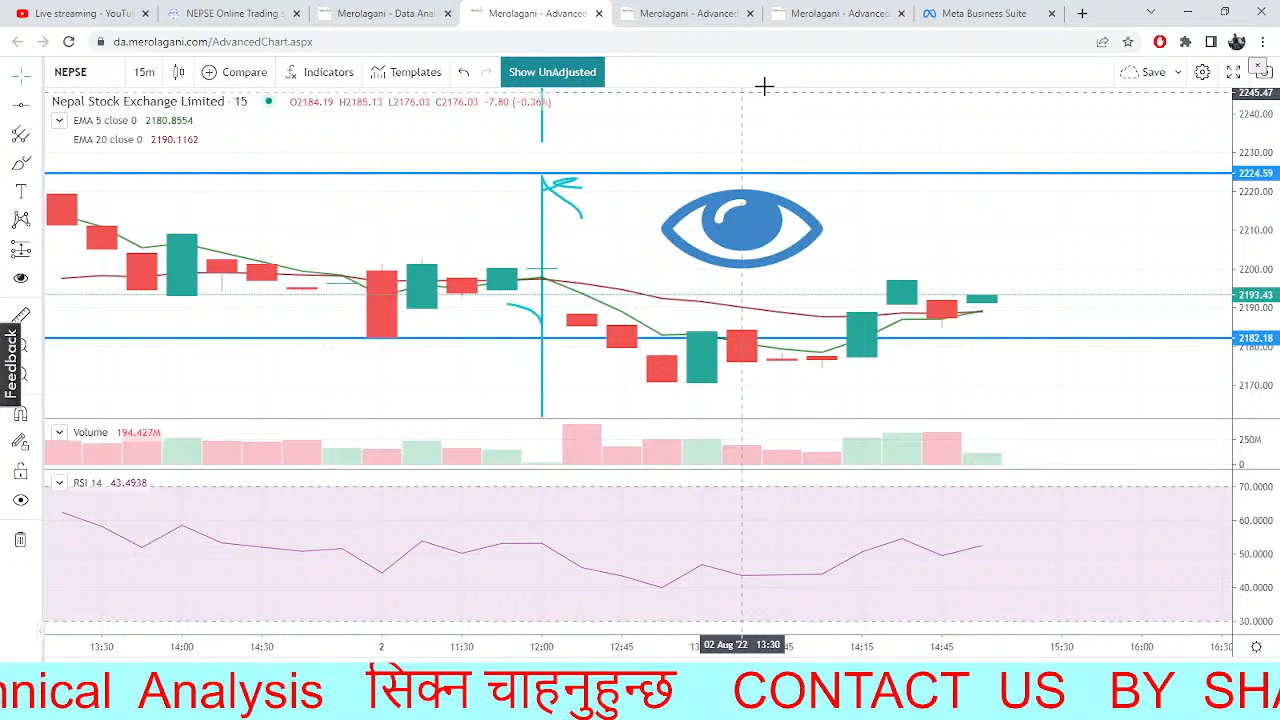 Live streaming - YouTu
NEPSE Online Trading s
Merolagani - Data Anal
Merolagani - Advanced
Merolagani - Advanced
Merolagani - Advanced
Meta Business Suite
da.merolagani.com/AdvancedChart.aspx
NEPSE 15m Compare Indicators Templates Show UnAdjusted Save
Nepal Stock Exchange Limited · 15 O2184.19 H2185.13 L2176.03 C2176.03 −7.80 (−0.36%)
EMA 5 close 0 2180.8554
EMA 20 close 0 2190.1162
2245.47
2240.00
2230.00
2224.59
2220.00
2210.00
2200.00
2193.43
2190.00
2182.18
2180.00
2170.00
Feedback
Volume 194.427M
250M
0
RSI 14 43.4938
70.0000
60.0000
50.0000
40.0000
30.0000
13:30 14:00 14:30 2 11:30 12:00 12:45 02 Aug '22 13:30 14:15 14:45 15:30 16:00 16:30
hnical Analysis सिक्न चाहनुहुन्छ CONTACT US BY SHA